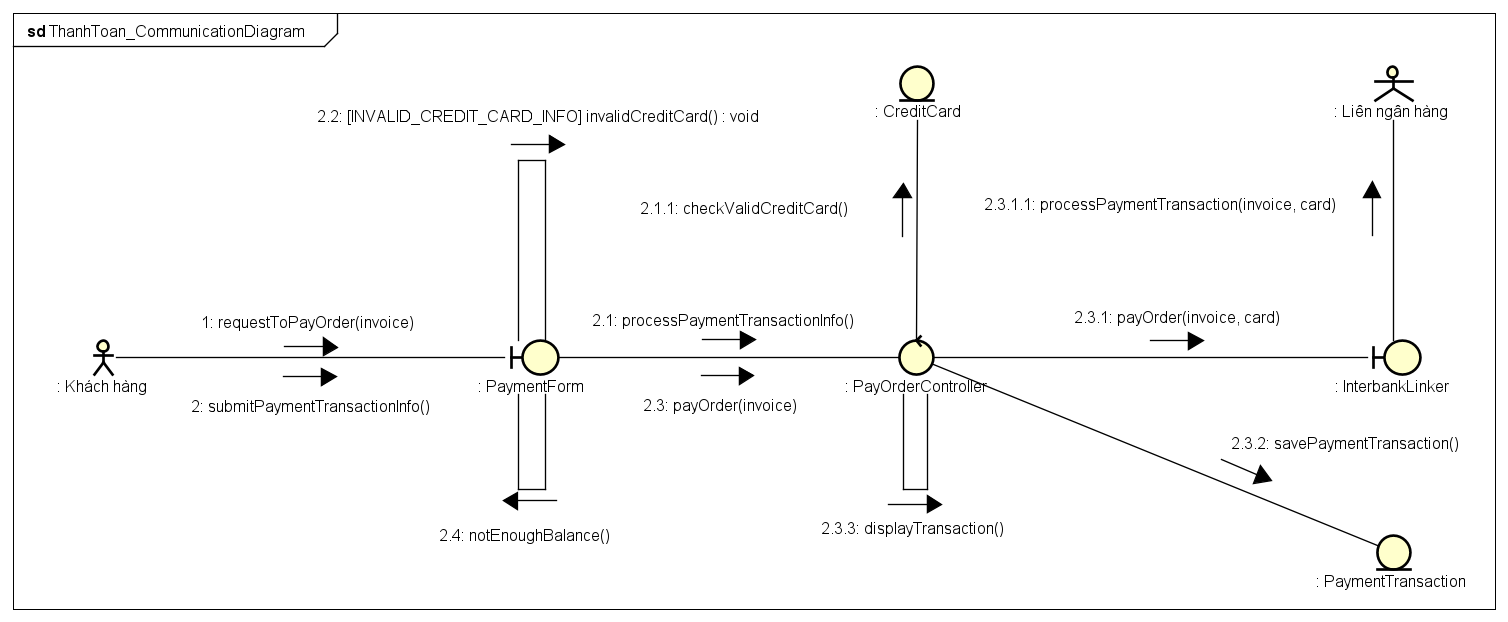 sd ThanhToan_CommunicationDiagram
2.2: [INVALID_CREDIT_CARD_INFO] invalidCreditCard() : void
: CreditCard
: Liên ngân hàng
2.1.1: checkValidCreditCard()
2.3.1.1: processPaymentTransaction(invoice, card)
1: requestToPayOrder(invoice)
2.1: processPaymentTransactionInfo()
2.3.1: payOrder(invoice, card)
: Khách hàng
: PaymentForm
: PayOrderController
: InterbankLinker
2: submitPaymentTransactionInfo()
2.3: payOrder(invoice)
2.3.2: savePaymentTransaction()
2.4: notEnoughBalance()
2.3.3: displayTransaction()
: PaymentTransaction